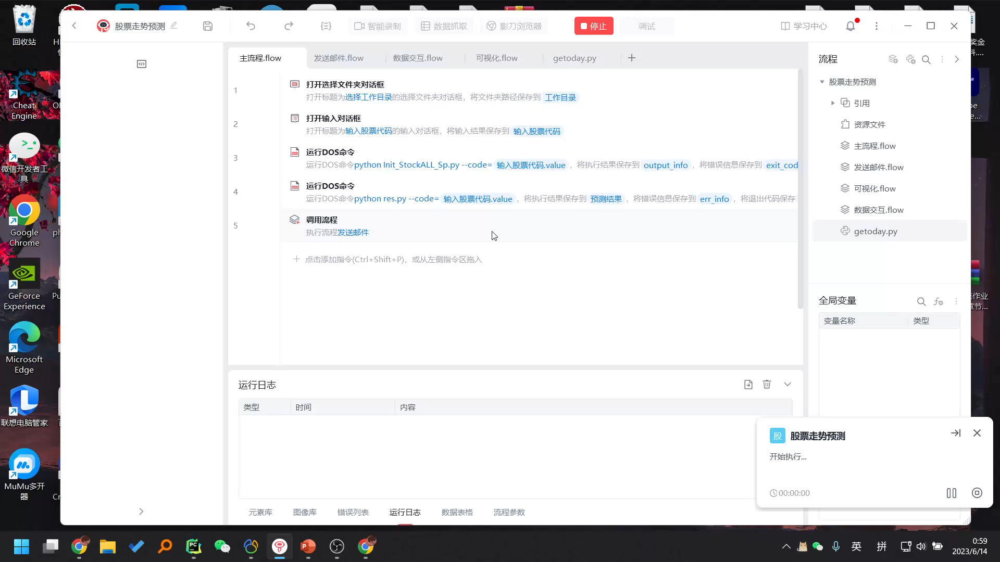 股票走势预测
智能录制
数据抓取
影刀浏览器
停止
调试
学习中心
主流程.flow
发送邮件.flow
数据交互.flow
可视化.flow
getoday.py
1
打开选择文件夹对话框
打开标题为选择工作目录的选择文件夹对话框，将文件夹路径保存到 工作目录
2
打开输入对话框
打开标题为输入股票代码的输入对话框，将输入结果保存到 输入股票代码
3
运行DOS命令
运行DOS命令python Init_StockALL_Sp.py --code= 输入股票代码.value ，将执行结果保存到 output_info ，将错误信息保存到 exit_cod
4
运行DOS命令
运行DOS命令python res.py --code= 输入股票代码.value ，将执行结果保存到 预测结果 ，将错误信息保存到 err_info ，将退出代码保存
5
调用流程
执行流程发送邮件
点击添加指令(Ctrl+Shift+P)，或从左侧指令区拖入
流程
股票走势预测
引用
资源文件
主流程.flow
发送邮件.flow
可视化.flow
数据交互.flow
getoday.py
全局变量
变量名称
类型
运行日志
类型
时间
内容
元素库
图像库
错误列表
运行日志
数据表格
流程参数
股
股票走势预测
开始执行...
00:00:00
回收站
Cheat
Engine
微信开发者工
具
Google
Chrome
GeForce
Experience
Microsoft
Edge
联想电脑管家
MuMu多开
器
英
拼
0:59
2023/6/14